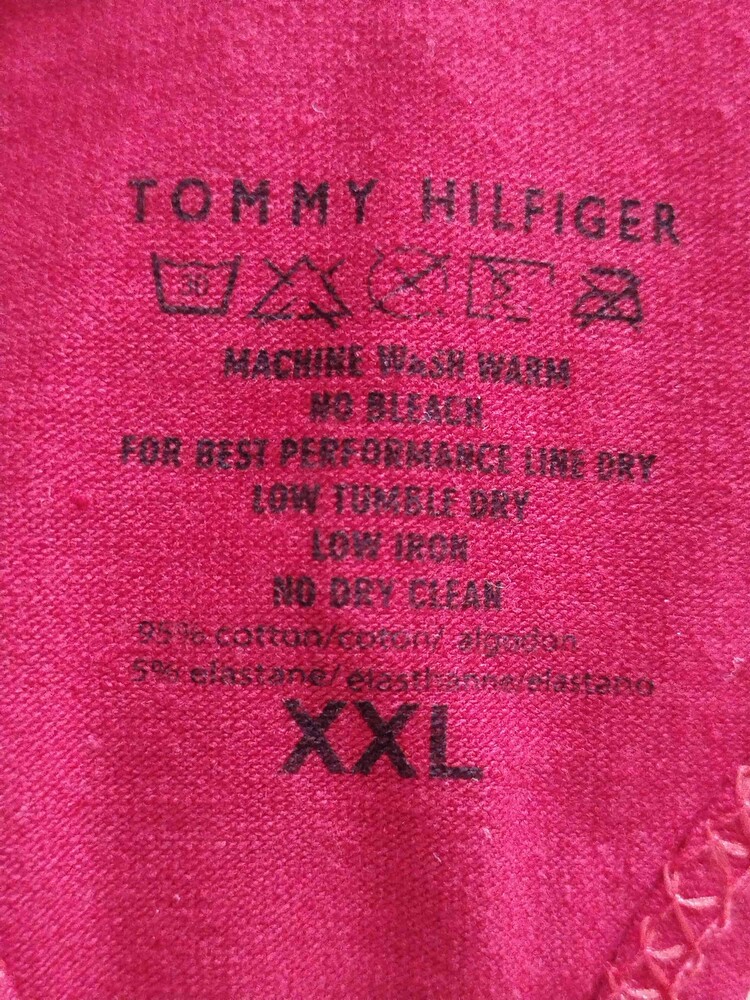 TOMMY HILFIGER
30
MACHINE WASH WARM
NO BLEACH
FOR BEST PERFORMANCE LINE DRY
LOW TUMBLE DRY
LOW IRON
NO DRY CLEAN
95% cotton/coton/ algodon
5% elastane/elasthanne/elastano
XXL